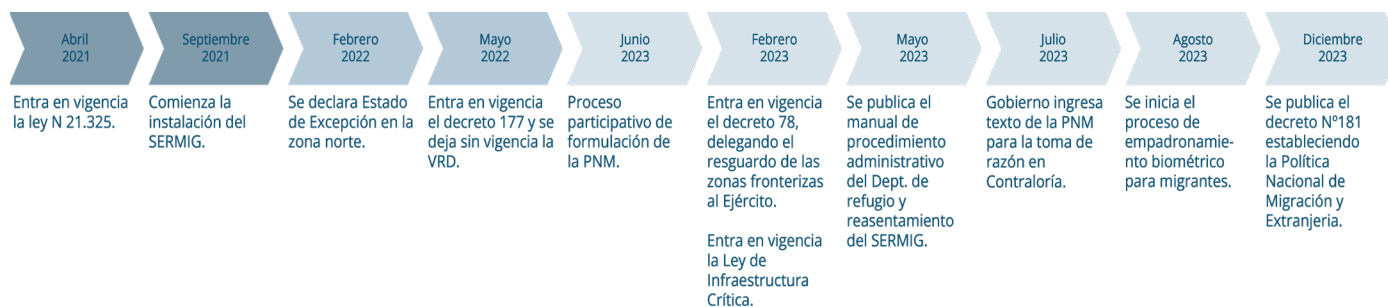 Abril
2021
Entra en vigencia
la ley N 21.325.
Septiembre
2021
Comienza la
instalación del
SERMIG.
Febrero
2022
Se declara Estado
de Excepción en la
zona norte.
Mayo
2022
Entra en vigencia
el decreto 177 y se
deja sin vigencia la
VRD.
Junio
2023
Proceso
participativo de
formulación de
la PNM.
Febrero
2023
Entra en vigencia
el decreto 78,
delegando el
resguardo de las
zonas fronterizas
al Ejército.
Entra en vigencia
la Ley de
Infraestructura
Crítica.
Mayo
2023
Se publica el
manual de
procedimiento
administrativo
del Dept. de
refugio y
reasentamiento
del SERMIG.
Julio
2023
Gobierno ingresa
texto de la PNM
para la toma de
razón en
Contraloría.
Agosto
2023
Se inicia el
proceso de
empadronamie-
nto biométrico
para migrantes.
Diciembre
2023
Se publica el
decreto Nº181
estableciendo
la Política
Nacional de
Migración y
Extranjeria.